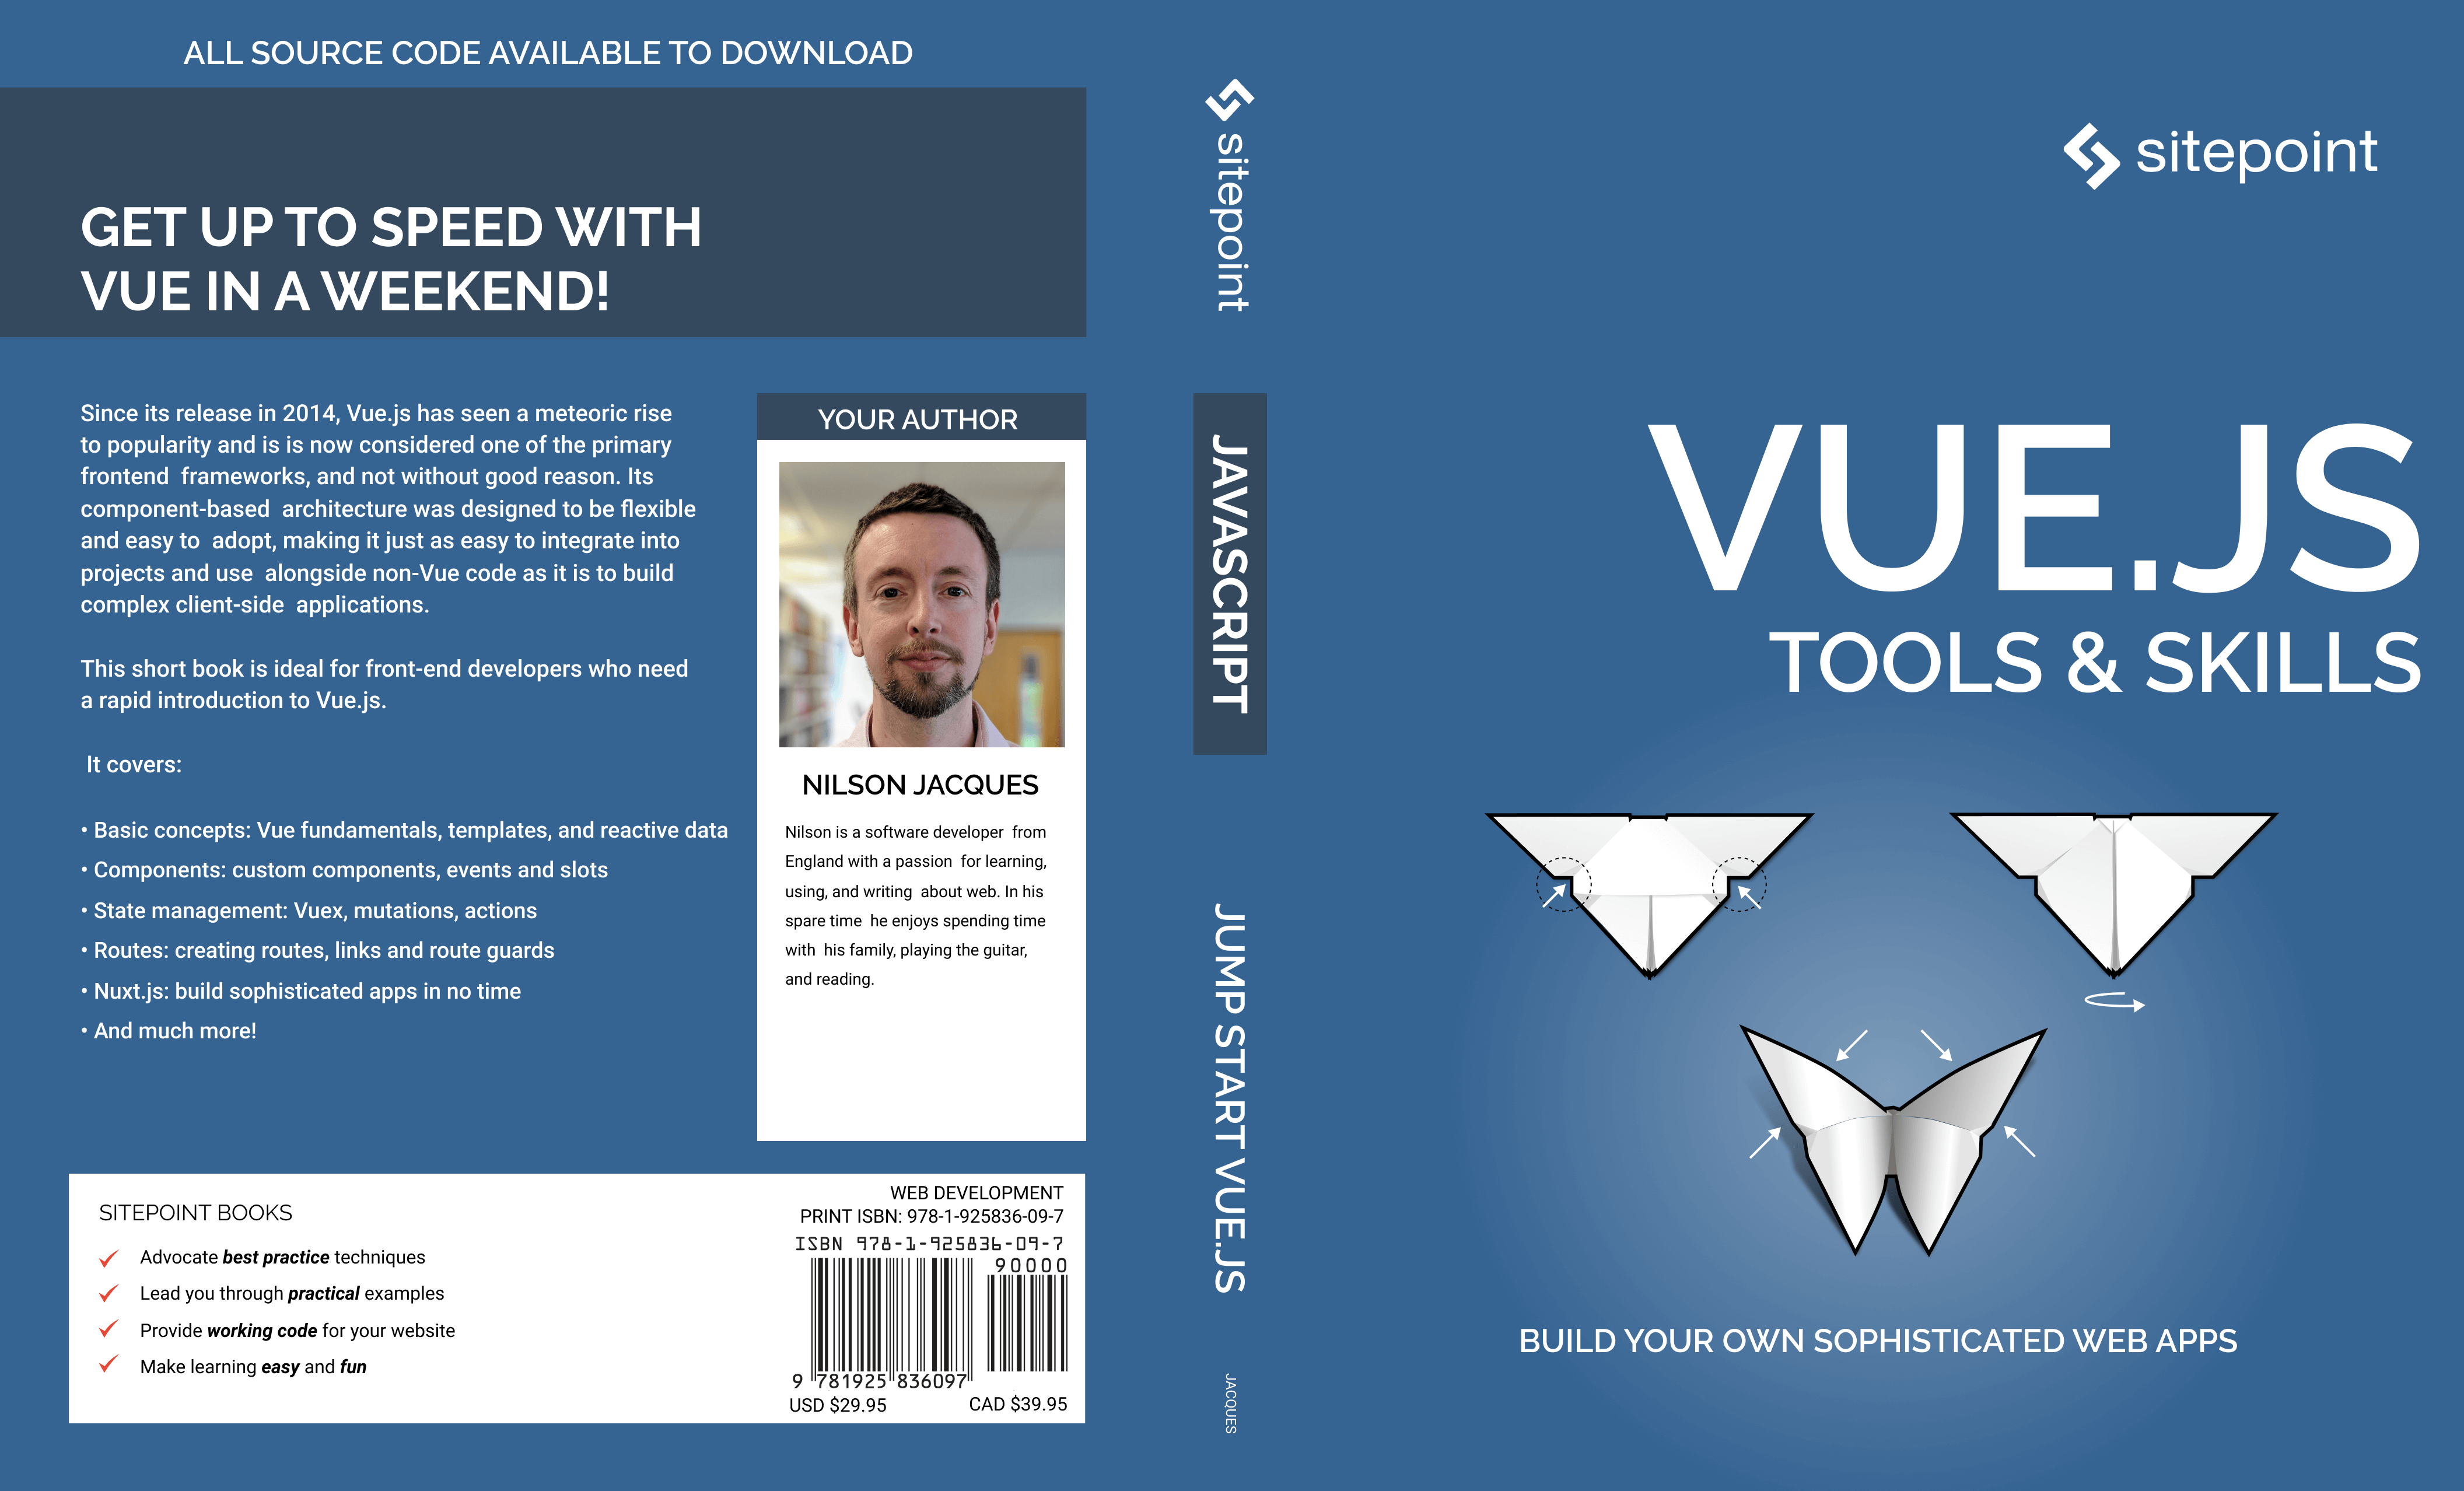 ALL SOURCE CODE AVAILABLE TO DOWNLOAD
GET UP TO SPEED WITH
VUE IN A WEEKEND!
Since its release in 2014, Vue.js has seen a meteoric rise
to popularity and is is now considered one of the primary
frontend  frameworks, and not without good reason. Its
component-based  architecture was designed to be flexible
and easy to  adopt, making it just as easy to integrate into
projects and use  alongside non-Vue code as it is to build
complex client-side  applications.
This short book is ideal for front-end developers who need
a rapid introduction to Vue.js.
It covers:
• Basic concepts: Vue fundamentals, templates, and reactive data
• Components: custom components, events and slots
• State management: Vuex, mutations, actions
• Routes: creating routes, links and route guards
• Nuxt.js: build sophisticated apps in no time
• And much more!
YOUR AUTHOR
NILSON JACQUES
Nilson is a software developer  from
England with a passion  for learning,
using, and writing  about web. In his
spare time  he enjoys spending time
with  his family, playing the guitar,
and reading.
SITEPOINT BOOKS
Advocate best practice techniques
Lead you through practical examples
Provide working code for your website
Make learning easy and fun
WEB DEVELOPMENT
PRINT ISBN: 978-1-925836-09-7
ISBN 978-1-925836-09-7
90000
9 781925 836097
USD $29.95
CAD $39.95
sitepoint
JAVASCRIPT
JUMP START VUE.JS
JACQUES
sitepoint
VUE.JS
TOOLS & SKILLS
BUILD YOUR OWN SOPHISTICATED WEB APPS